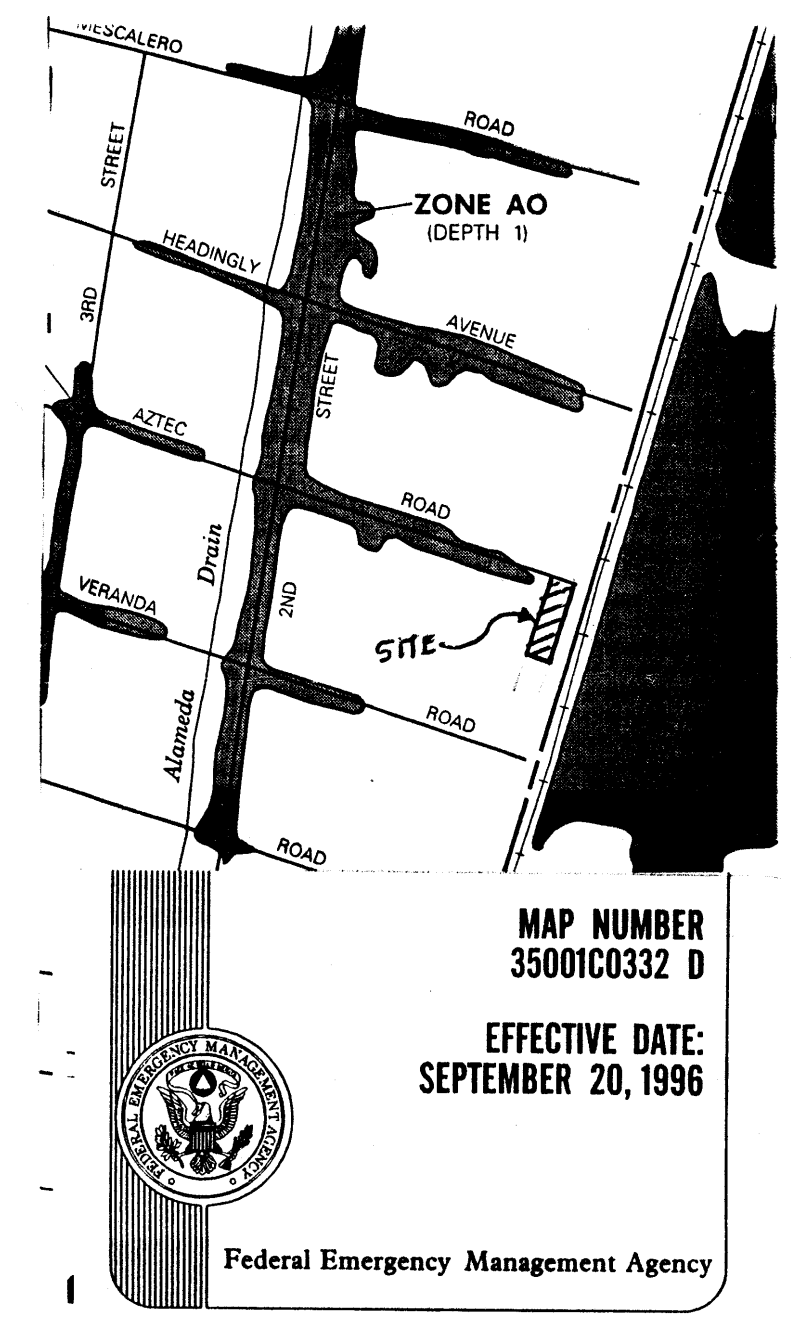 MESCALERO
ROAD
STREET
ZONE AO
(DEPTH 1)
HEADINGLY
AVENUE
3RD
STREET
AZTEC
ROAD
Drain
VERANDA
2ND
SITE
Alameda
ROAD
ROAD
MAP NUMBER
35001C0332 D
EFFECTIVE DATE:
SEPTEMBER 20, 1996
FEDERAL EMERGENCY MANAGEMENT AGENCY
Federal Emergency Management Agency